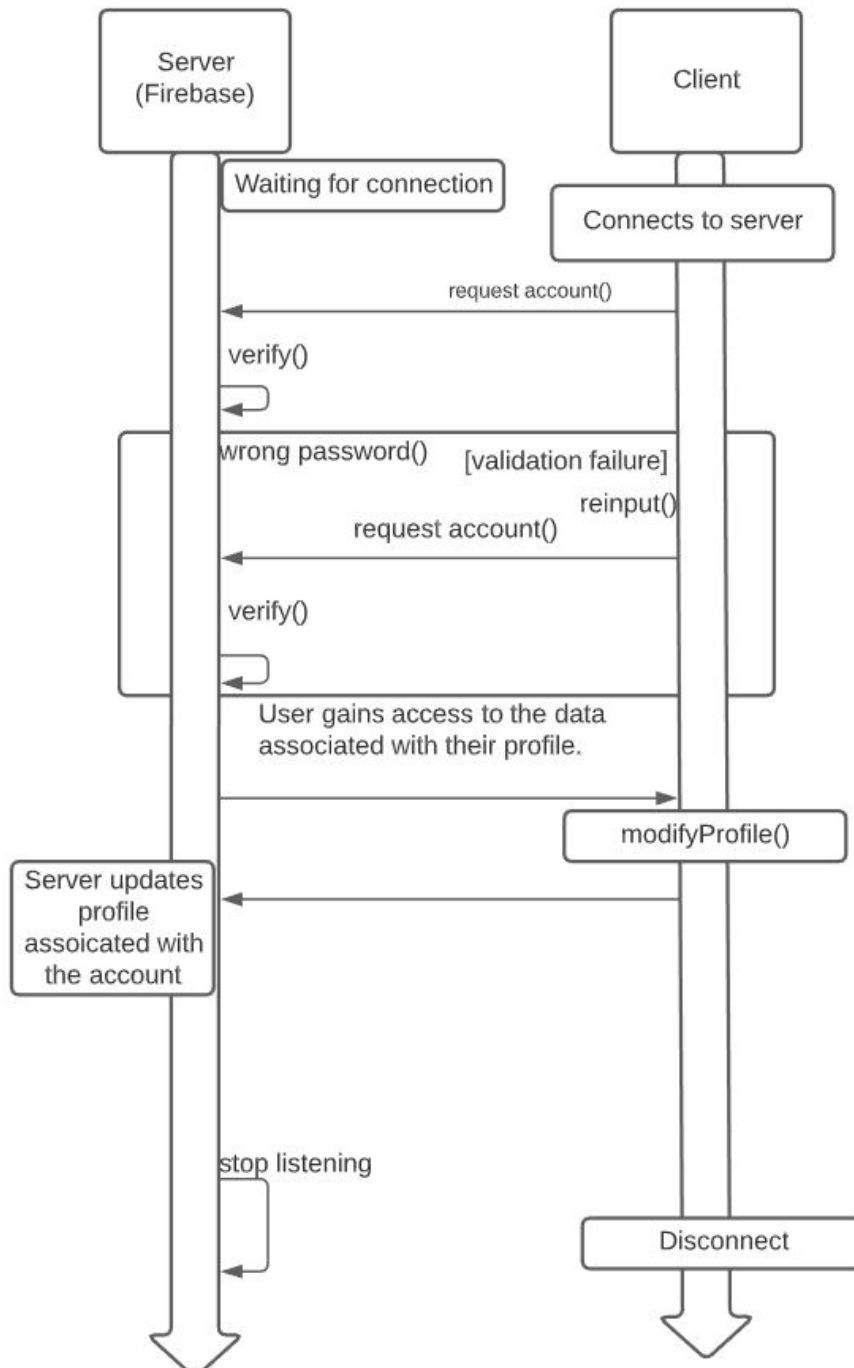 Server
(Firebase)
Client
Waiting for connection
Connects to server
request account()
verify()
wrong password()
[validation failure]
reinput()
request account()
verify()
User gains access to the data
associated with their profile.
modifyProfile()
Server updates
profile
assoicated with
the account
stop listening
Disconnect